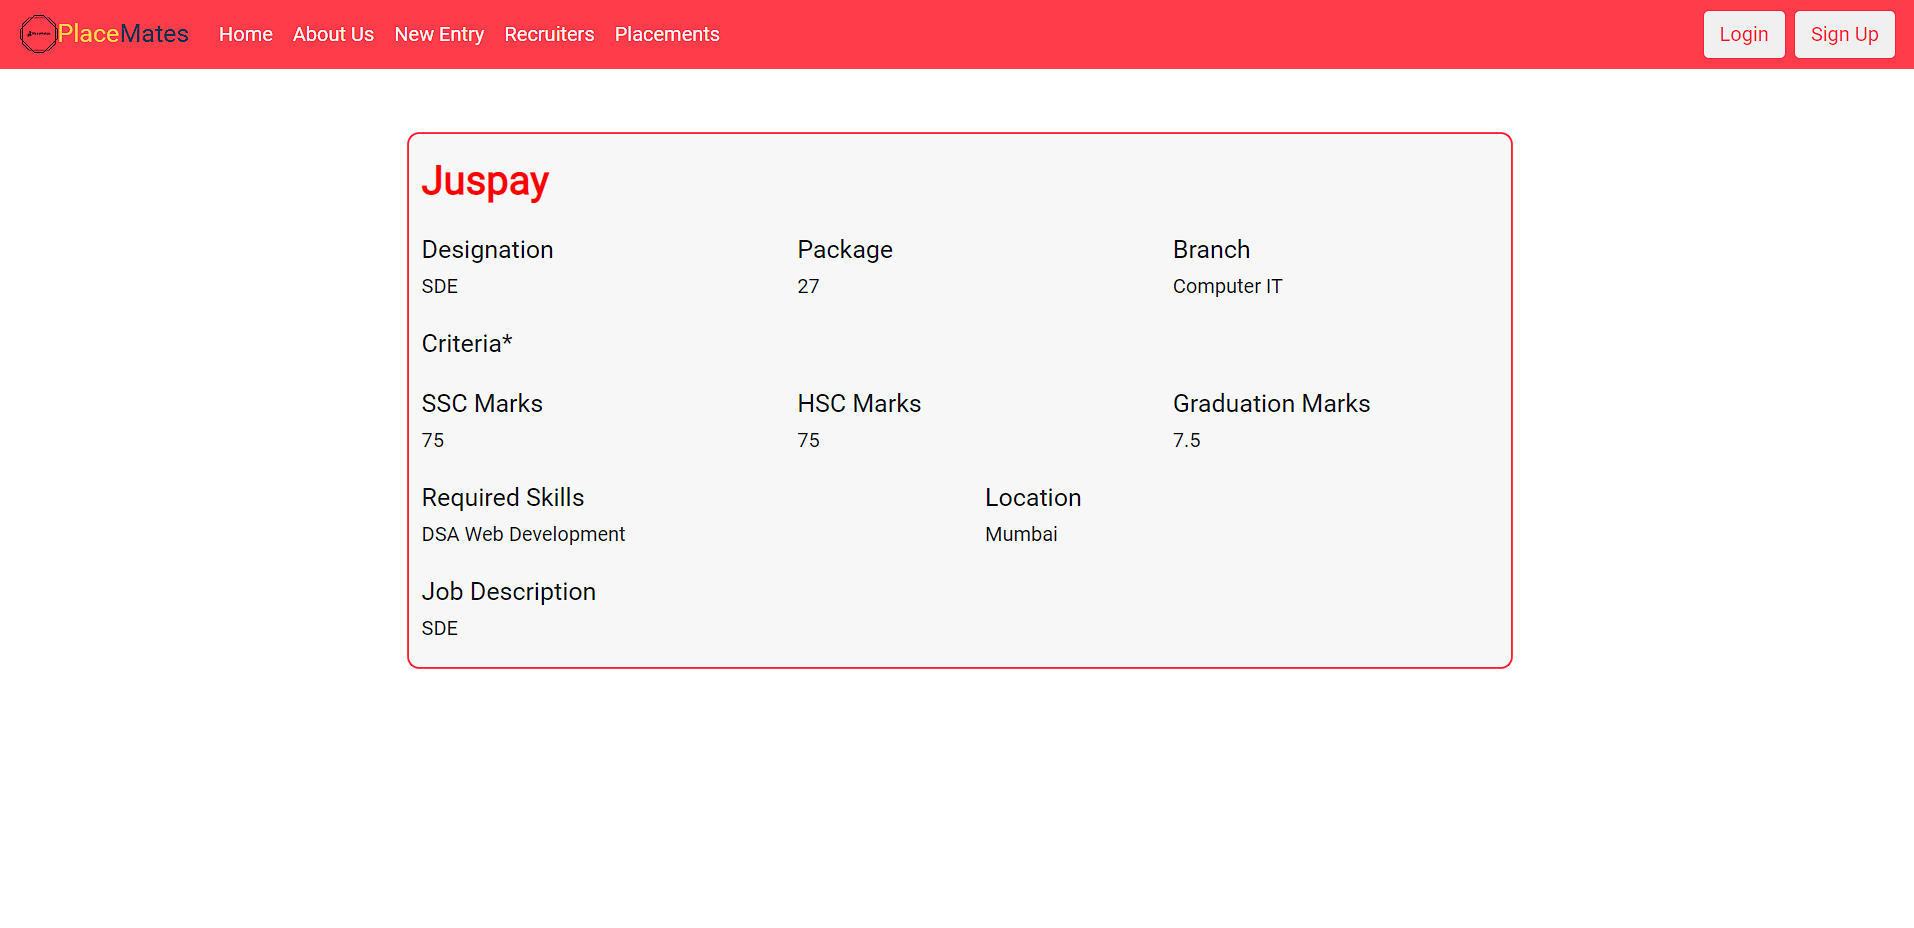 PlaceMates Home About Us New Entry Recruiters Placements Login Sign Up
Juspay
Designation Package Branch
SDE 27 Computer IT
Criteria*
SSC Marks HSC Marks Graduation Marks
75 75 7.5
Required Skills Location
DSA Web Development Mumbai
Job Description
SDE